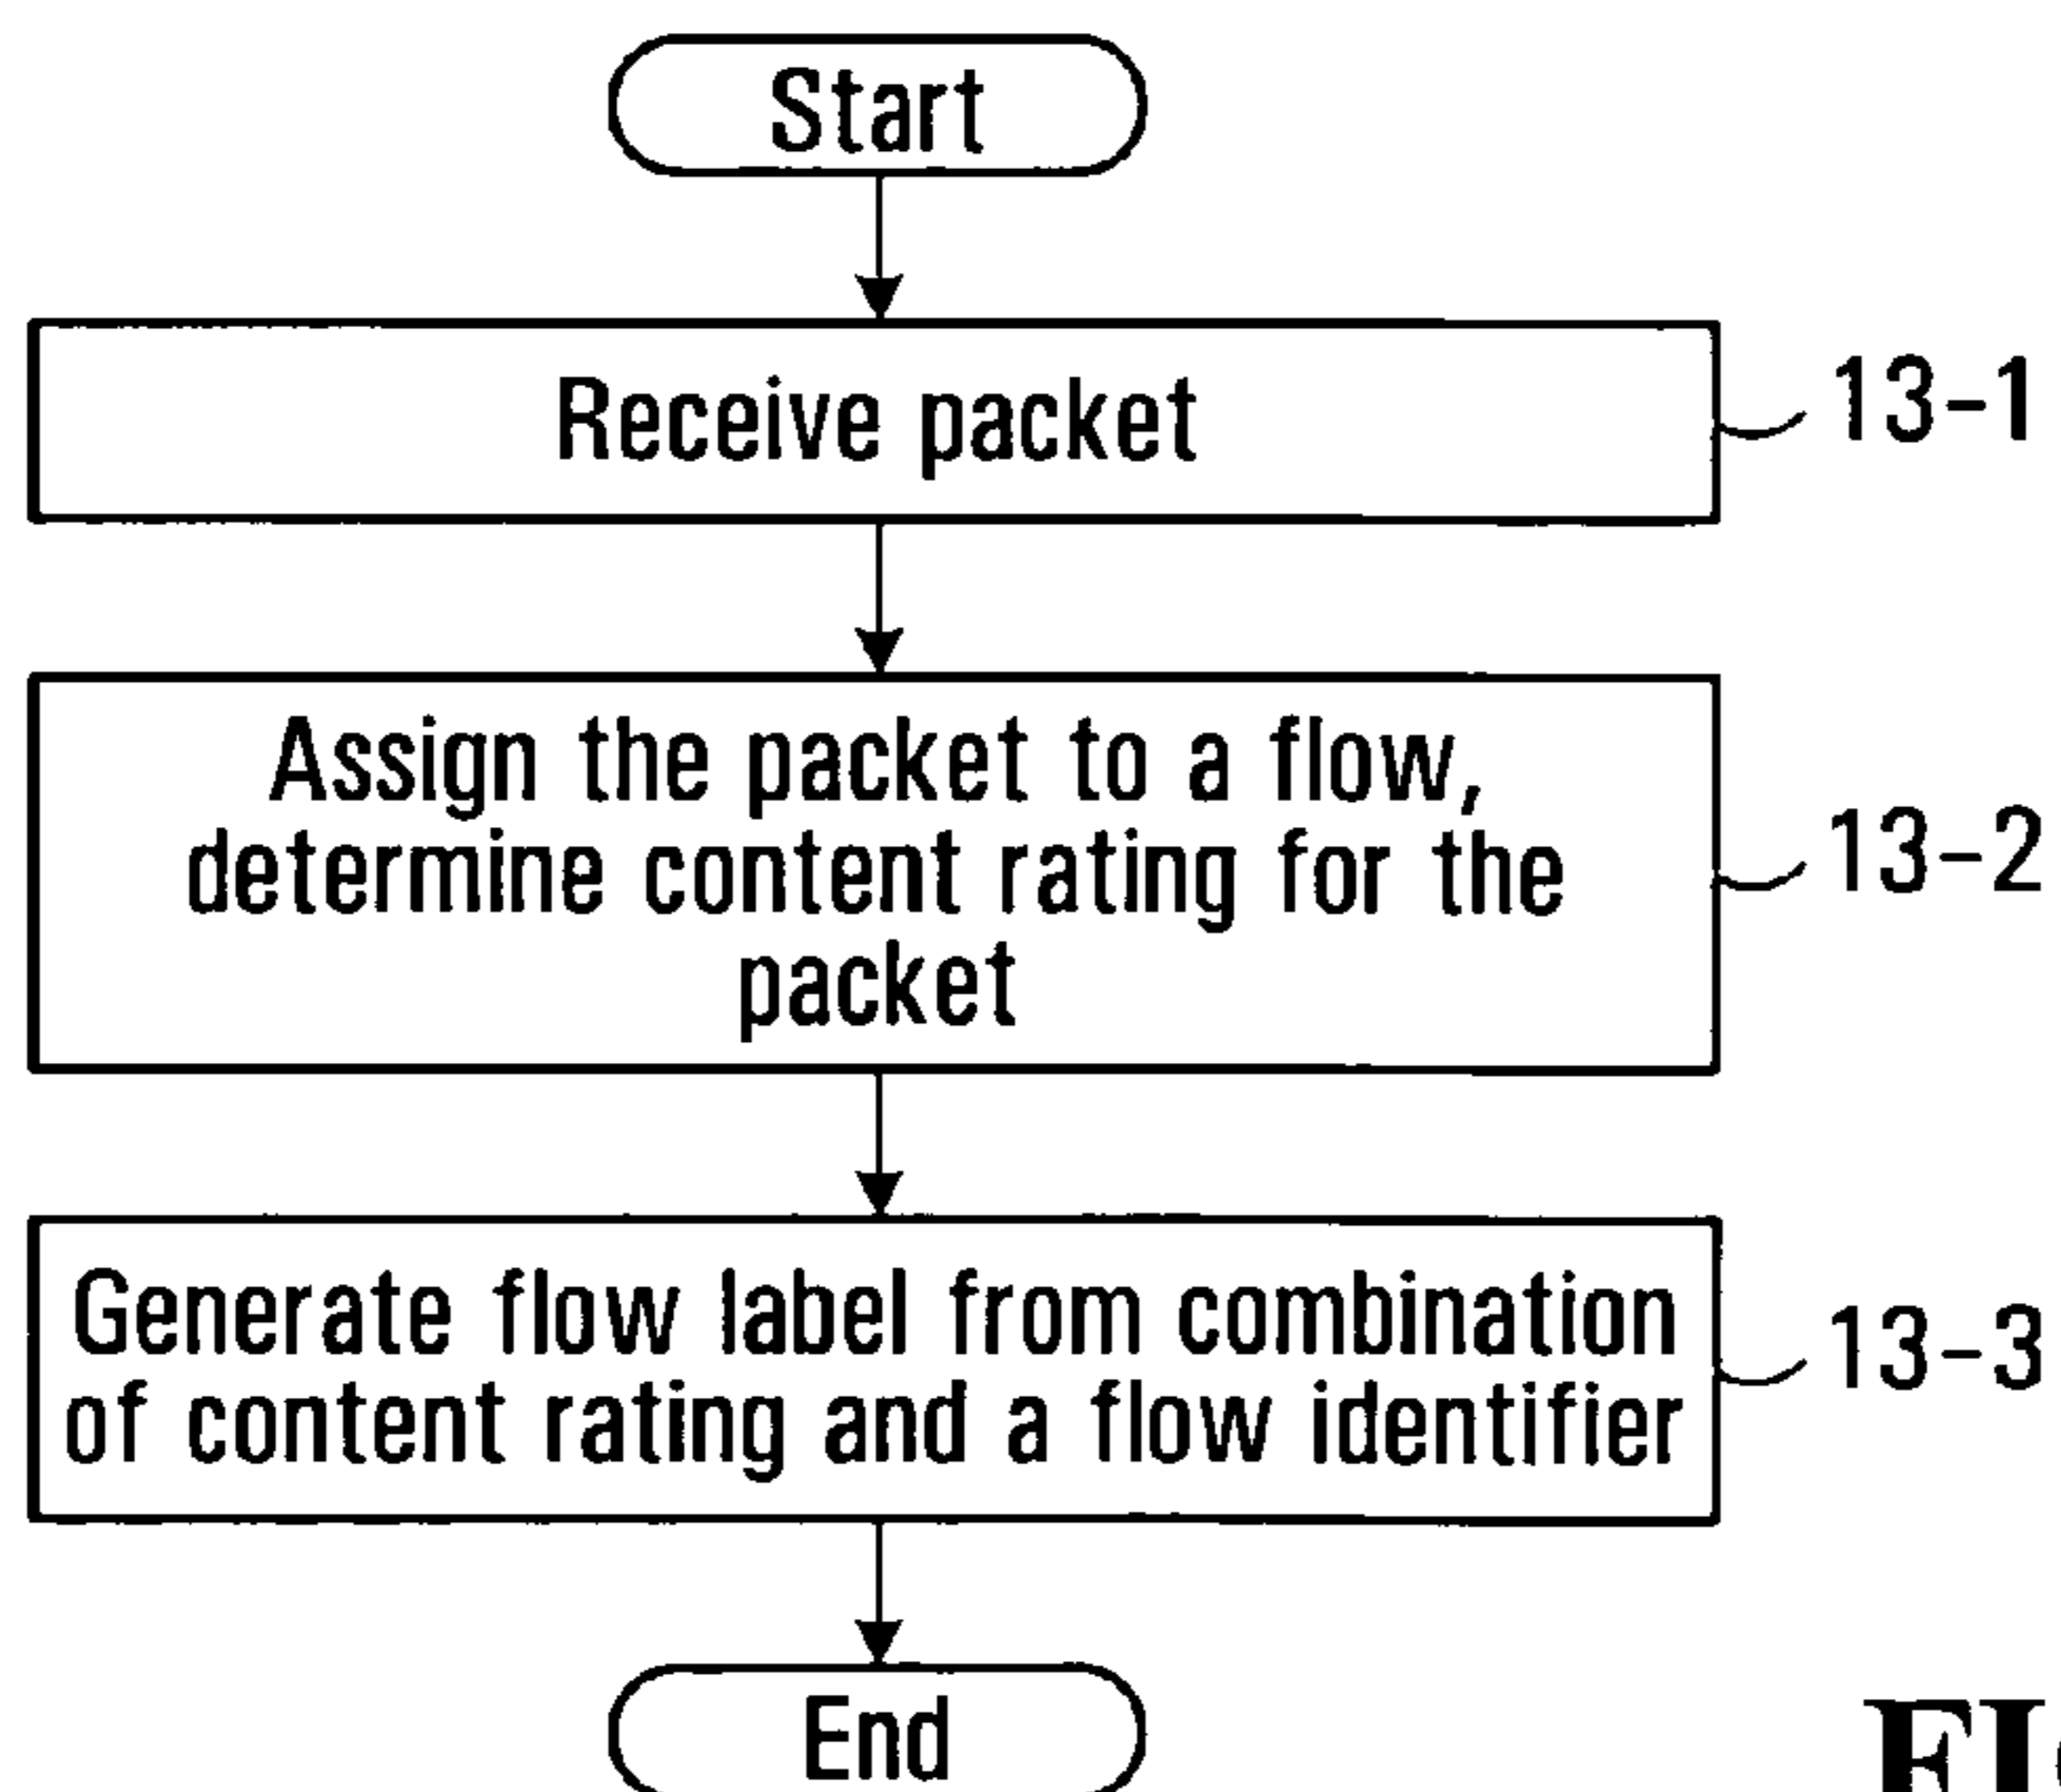 Start
Receive packet
13-1
Assign the packet to a flow,
determine content rating for the
packet
13-2
Generate flow label from combination
of content rating and a flow identifier
13-3
End